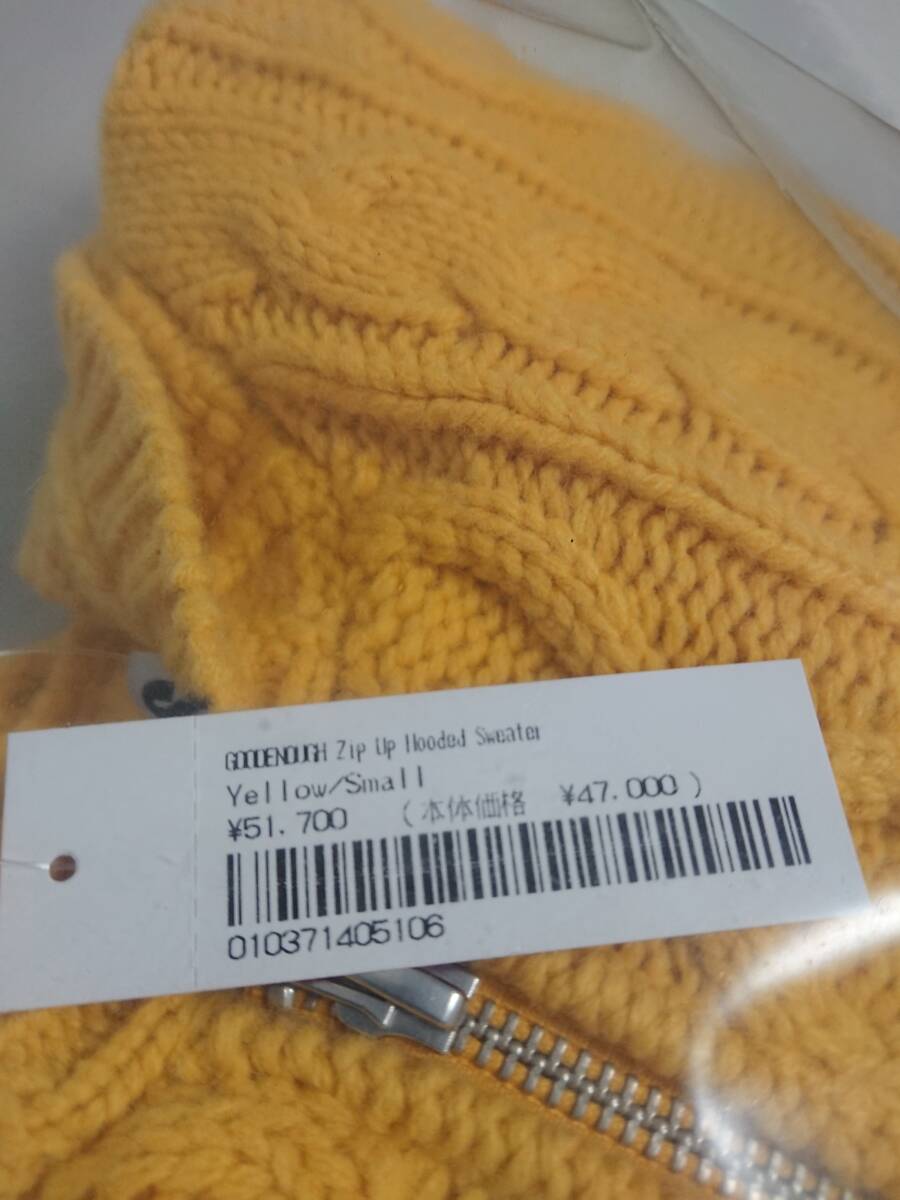 GOODENOUGH Zip Up Hooded Sweater
Yellow/Small
¥51.700 (本体価格 ¥47.000)
010371405106